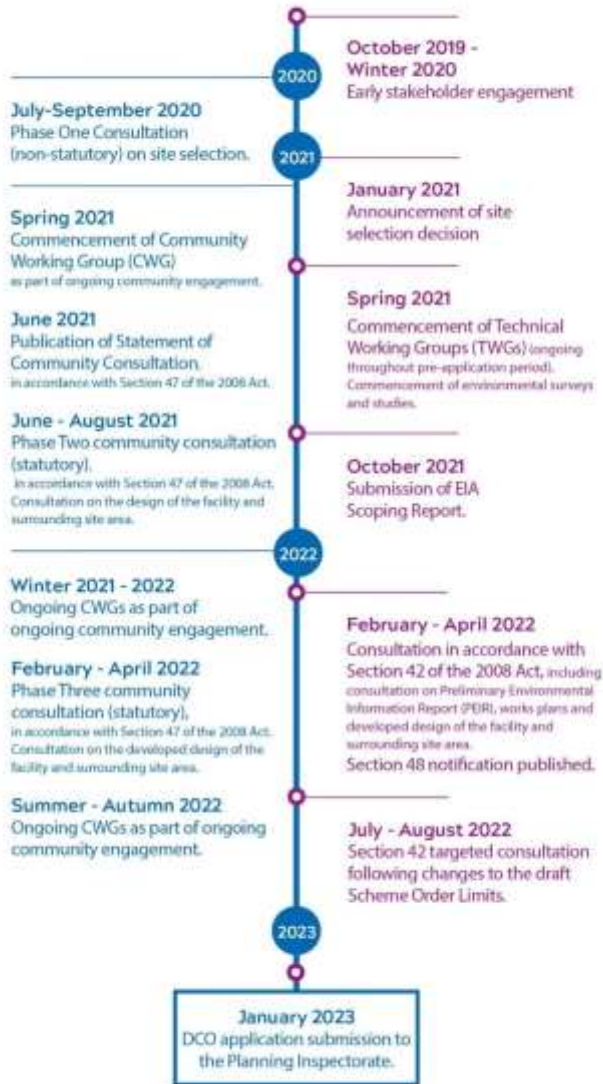 2020
October 2019 -
Winter 2020
Early stakeholder engagement
July-September 2020
Phase One Consultation
(non-statutory) on site selection.
2021
January 2021
Announcement of site
selection decision
Spring 2021
Commencement of Community
Working Group (CWG)
as part of ongoing community engagement.
Spring 2021
Commencement of Technical
Working Groups (TWGs) (ongoing
throughout pre-application period).
Commencement of environmental surveys
and studies.
June 2021
Publication of Statement of
Community Consultation,
in accordance with Section 47 of the 2008 Act.
June - August 2021
Phase Two community consultation
(statutory).
in accordance with Section 47 of the 2008 Act.
Consultation on the design of the facility and
surrounding site area.
October 2021
Submission of EIA
Scoping Report.
2022
Winter 2021 - 2022
Ongoing CWGs as part of
ongoing community engagement.
February - April 2022
Consultation in accordance with
Section 42 of the 2008 Act, including
consultation on Preliminary Environmental
Information Report (PEIR), works plans and
developed design of the facility and
surrounding site area.
Section 48 notification published.
February - April 2022
Phase Three community
consultation (statutory),
in accordance with Section 47 of the 2008 Act.
Consultation on the developed design of the
facility and surrounding site area.
Summer - Autumn 2022
Ongoing CWGs as part of ongoing
community engagement.
July - August 2022
Section 42 targeted consultation
following changes to the draft
Scheme Order Limits.
2023
January 2023
DCO application submission to
the Planning Inspectorate.